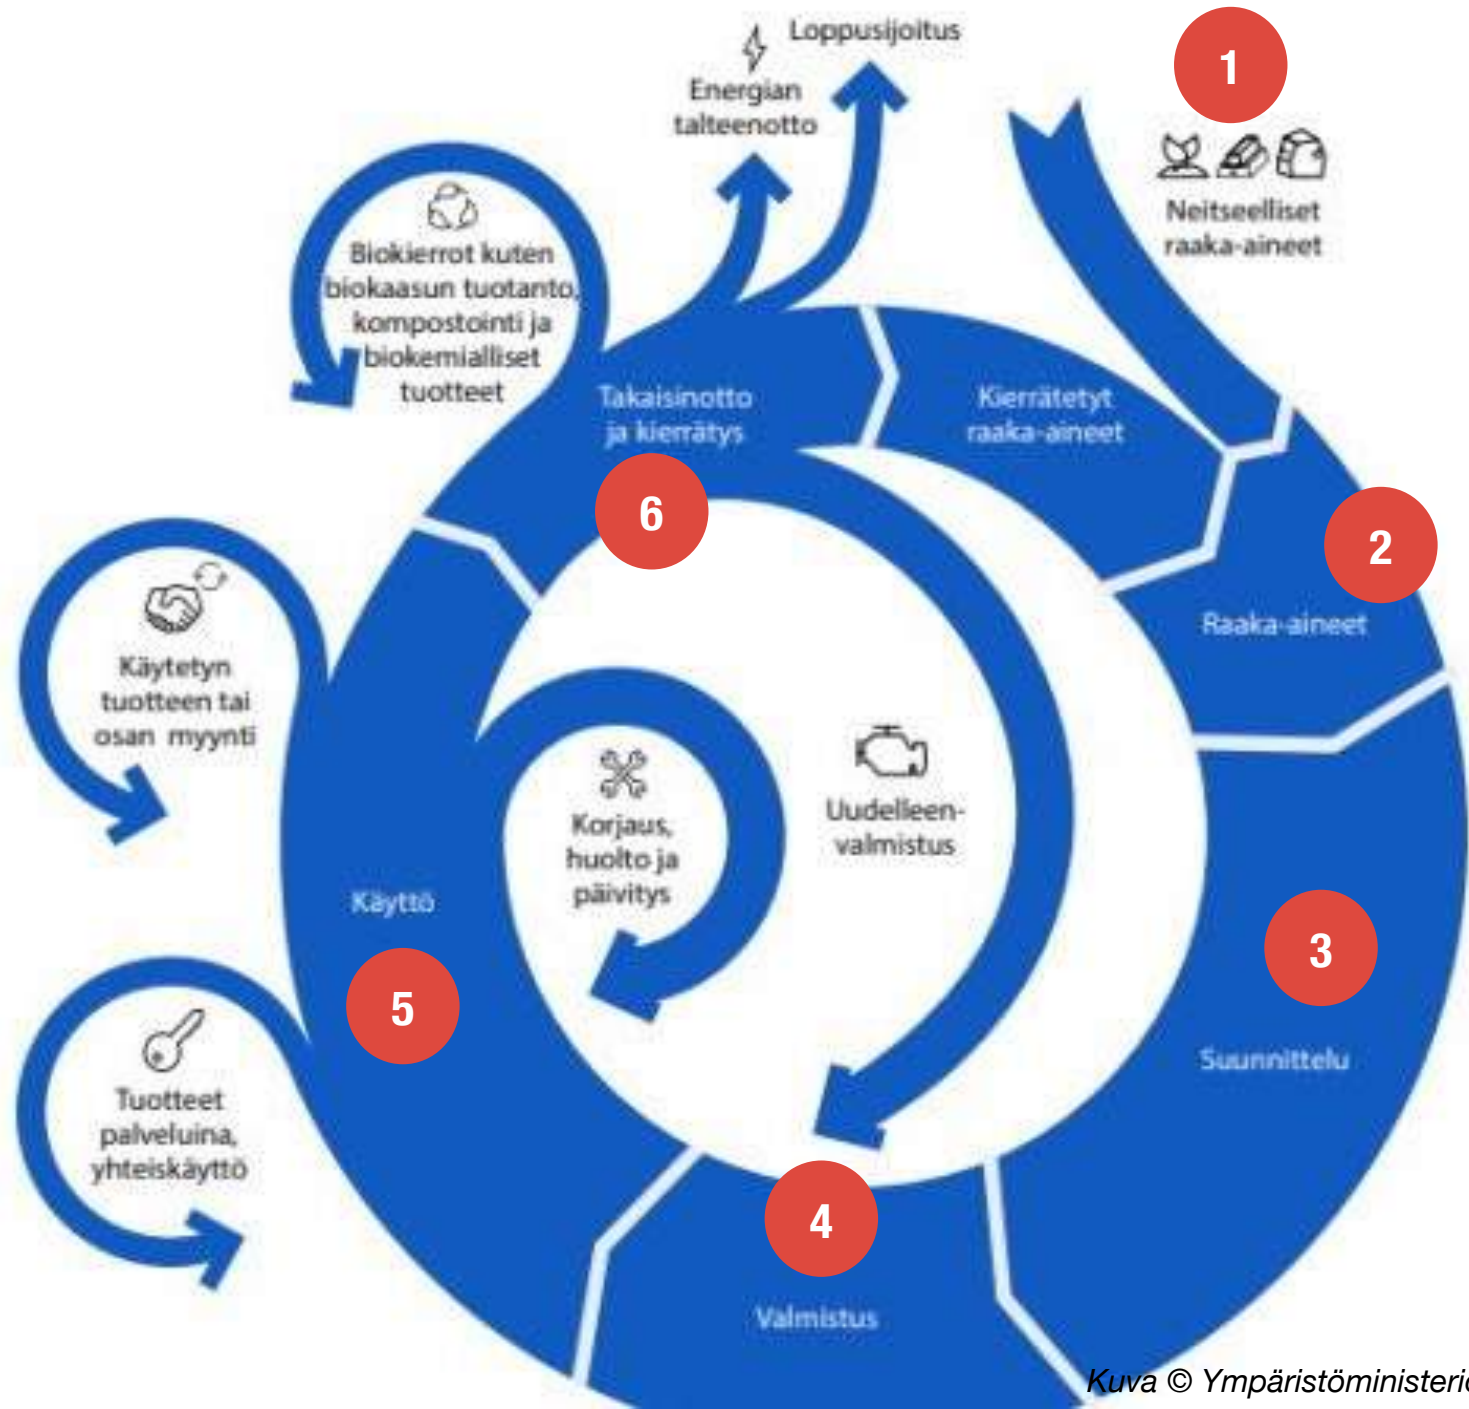 Loppusijoitus
Energian
talteenotto
1
Neitseelliset
raaka-aineet
Biokierrot kuten
biokaasun tuotanto,
kompostointi ja
biokemialliset
tuotteet
Takaisinotto
ja kierrätys
6
Kierrätetyt
raaka-aineet
2
Raaka-aineet
Käytetyn
tuotteen tai
osan myynti
Korjaus,
huolto ja
päivitys
Uudelleen-
valmistus
Käyttö
5
3
Suunnittelu
Tuotteet
palveluina,
yhteiskäyttö
4
Valmistus
Kuva © Ympäristöministeriö